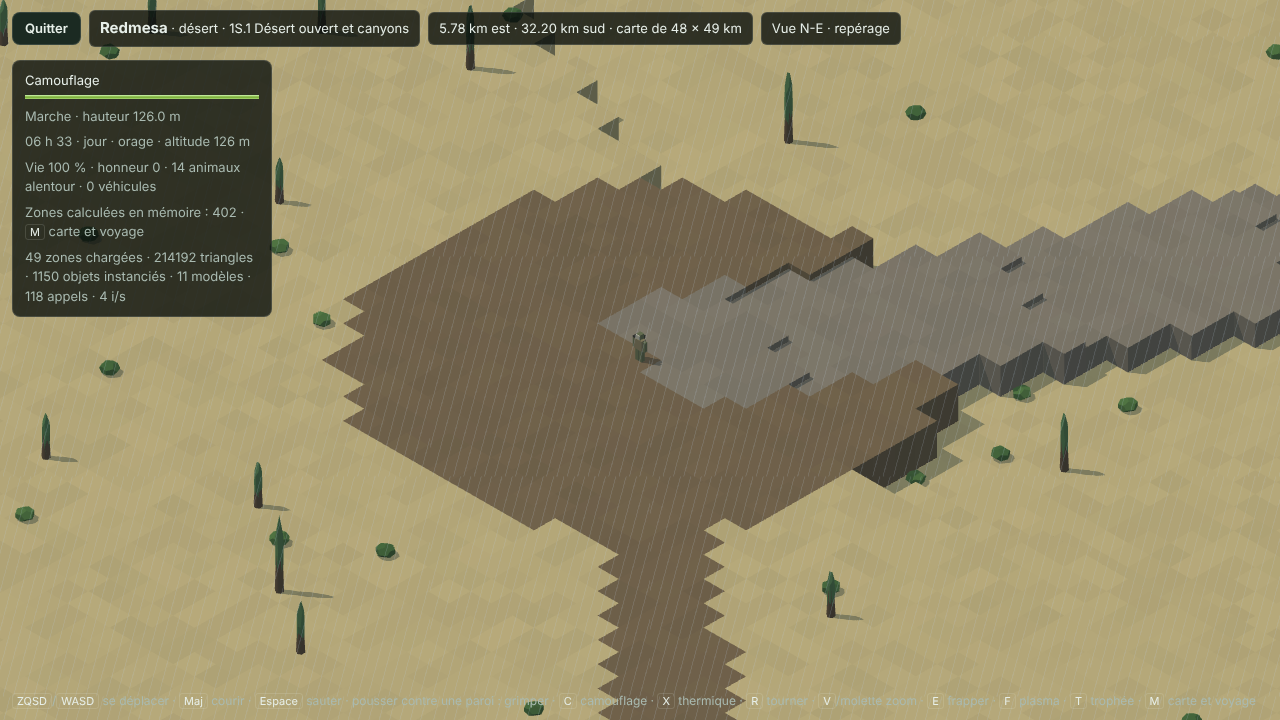 Quitter
Redmesa · désert · 1S.1 Désert ouvert et canyons
5.78 km est · 32.20 km sud · carte de 48 × 49 km
Vue N-E · repérage
Camouflage
Marche · hauteur 126.0 m
06 h 33 · jour · orage · altitude 126 m
Vie 100 % · honneur 0 · 14 animaux
alentour · 0 véhicules
Zones calculées en mémoire : 402 ·
M carte et voyage
49 zones chargées · 214192 triangles
· 1150 objets instanciés · 11 modèles ·
118 appels · 4 i/s
ZQSD / WASD se déplacer · Maj courir · Espace sauter · pousser contre une paroi : grimper · C camouflage · X thermique · R tourner · V / molette zoom · E frapper · F plasma · T trophée · M carte et voyage